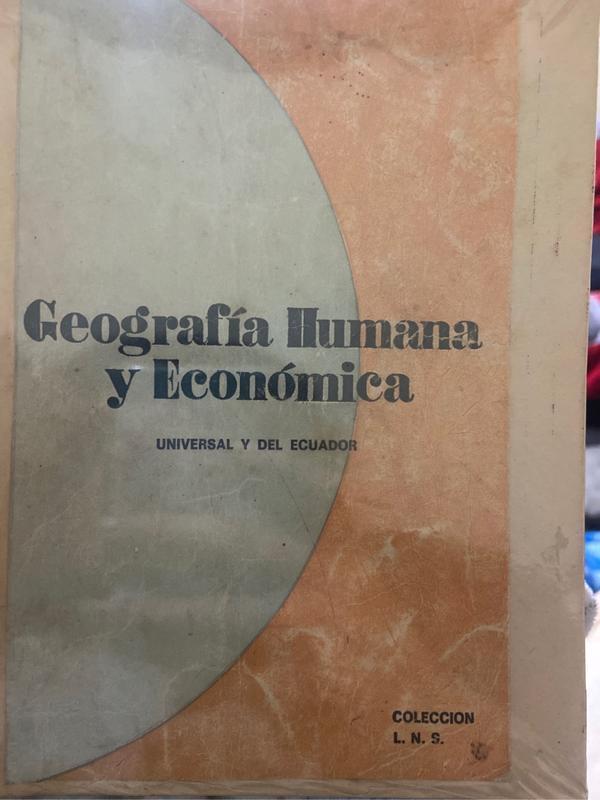 Geografía Humana
y Económica
UNIVERSAL Y DEL ECUADOR
COLECCION
L. N. S.